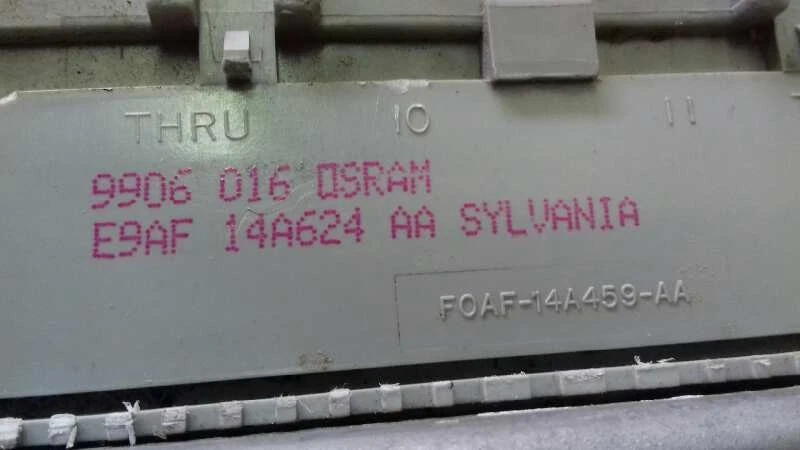 THRU 10 11
9906 016 OSRAM
E9AF 14A624 AA SYLVANIA
F0AF-14A459-AA